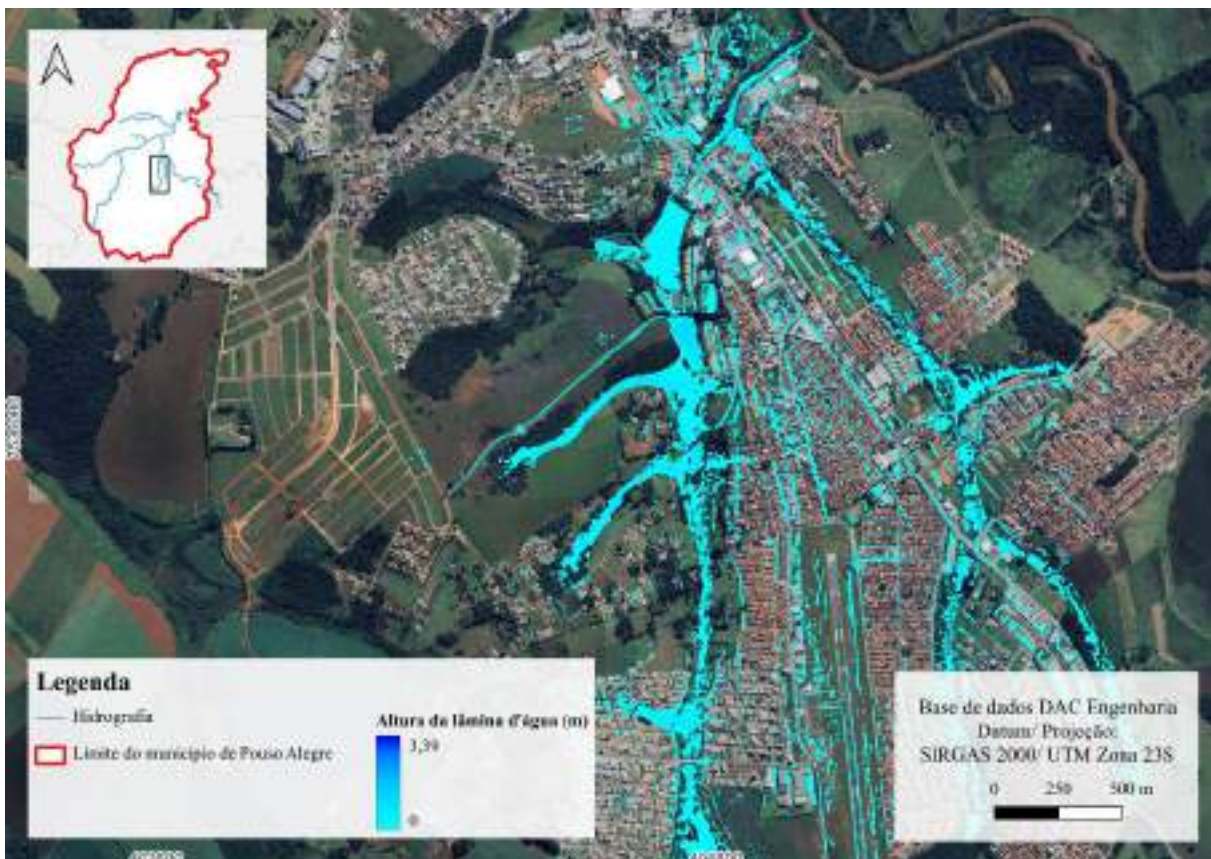 Legenda
Hidrografia
Limite do município de Pouso Alegre
Altura da lâmina d'água (m)
3,39
0
Base de dados DAC Engenharia
Datum/ Projeção:
SIRGAS 2000/ UTM Zona 23S
0 250 500 m